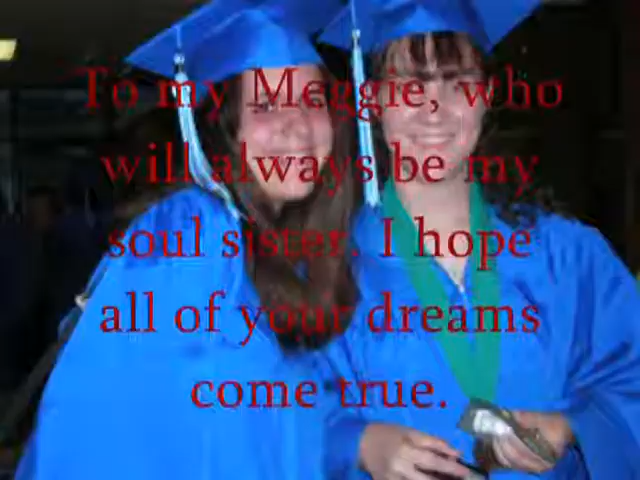 To my Meggie, who
will always be my
soul sister. I hope
all of your dreams
come true.